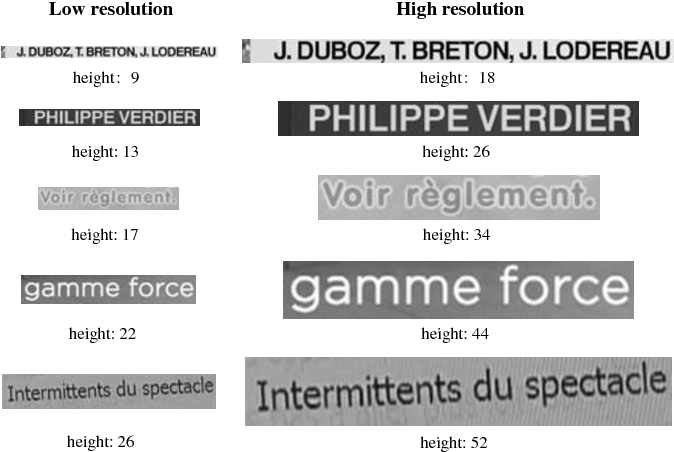 Low resolution High resolution
J. DUBOZ, T. BRETON, J. LODEREAU J. DUBOZ, T. BRETON, J. LODEREAU
height: 9 height: 18
PHILIPPE VERDIER PHILIPPE VERDIER
height: 13 height: 26
Voir règlement. Voir règlement.
height: 17 height: 34
gamme force gamme force
height: 22 height: 44
Intermittents du spectacle Intermittents du spectacle
height: 26 height: 52